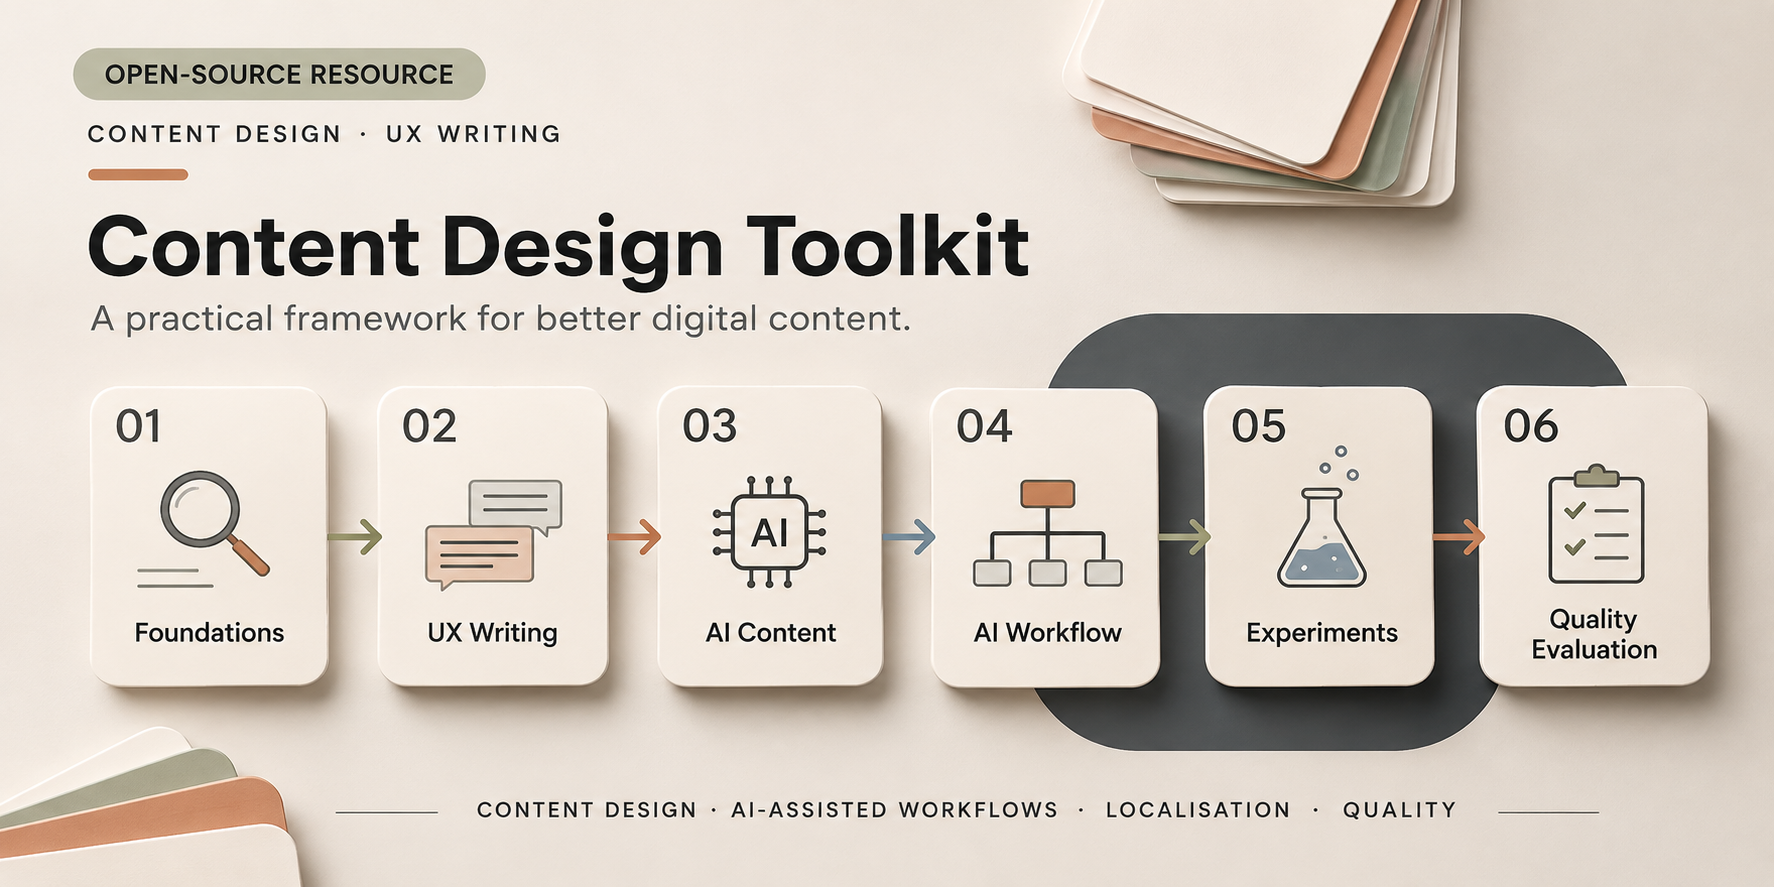 OPEN-SOURCE RESOURCE
CONTENT DESIGN · UX WRITING
Content Design Toolkit
A practical framework for better digital content.
01
Foundations
02
UX Writing
03
AI
AI Content
04
AI Workflow
05
Experiments
06
Quality
Evaluation
CONTENT DESIGN · AI-ASSISTED WORKFLOWS · LOCALISATION · QUALITY